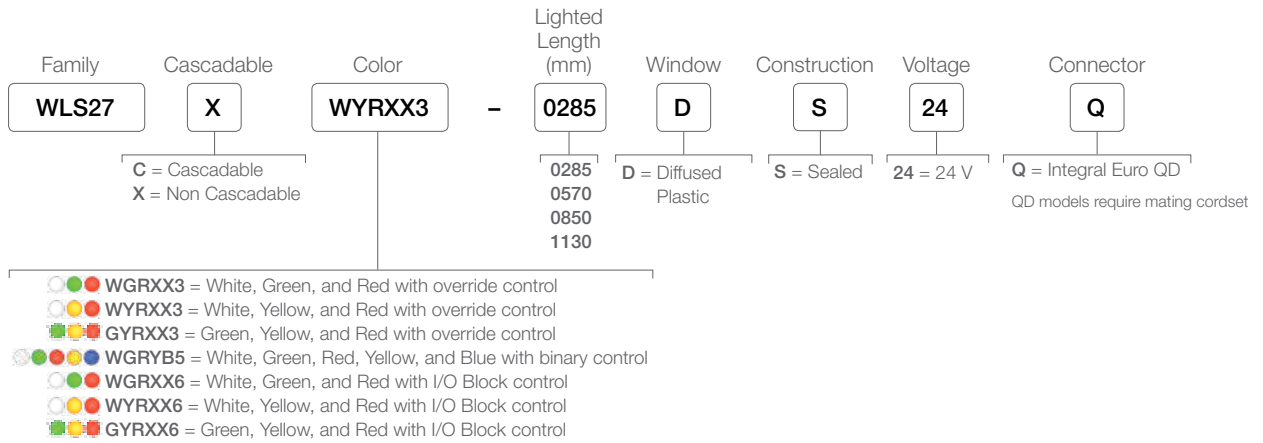 Lighted
Length
(mm)
Family Cascadable Color Window Construction Voltage Connector
WLS27 X WYRXX3 – 0285 D S 24 Q
C = Cascadable
X = Non Cascadable
0285
0570
0850
1130
D = Diffused
Plastic
S = Sealed
24 = 24 V
Q = Integral Euro QD
QD models require mating cordset
WGRXX3 = White, Green, and Red with override control
WYRXX3 = White, Yellow, and Red with override control
GYRXX3 = Green, Yellow, and Red with override control
WGRYB5 = White, Green, Red, Yellow, and Blue with binary control
WGRXX6 = White, Green, and Red with I/O Block control
WYRXX6 = White, Yellow, and Red with I/O Block control
GYRXX6 = Green, Yellow, and Red with I/O Block control